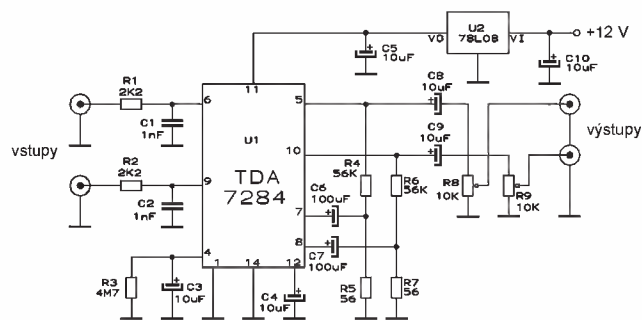 U2
78L08
VO
VI
+12 V
C5
10uF
C10
10uF
11
C8
10uF
R1
2K2
6
5
C1
1nF
U1
vstupy
výstupy
C9
10uF
10
TDA
7284
R2
2K2
9
R4
56K
R6
56K
R8
10K
R9
10K
C6
100uF
7
C2
1nF
8
C7
100uF
4
1
14
12
R3
4M7
C3
10uF
C4
10uF
R5
56
R7
56